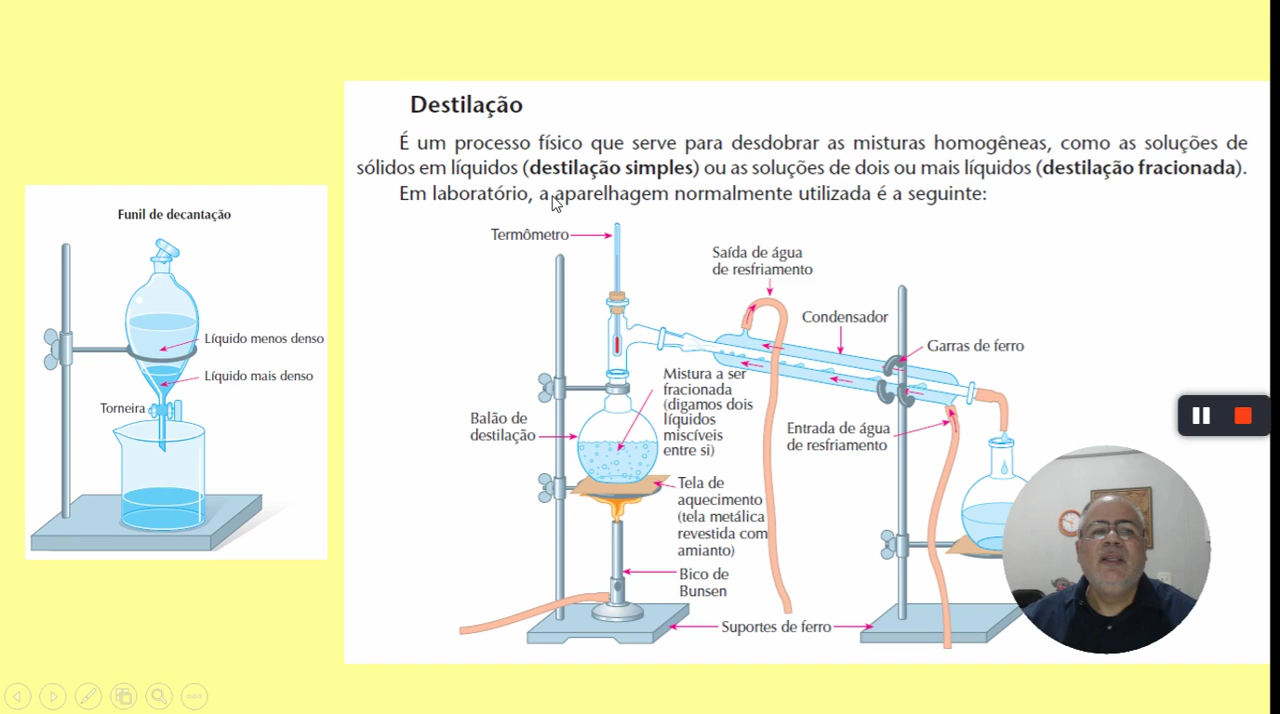 Destilação
É um processo físico que serve para desdobrar as misturas homogêneas, como as soluções de
sólidos em líquidos (destilação simples) ou as soluções de dois ou mais líquidos (destilação fracionada).
Em laboratório, a aparelhagem normalmente utilizada é a seguinte:
Funil de decantação
Líquido menos denso
Líquido mais denso
Torneira
Termômetro
Saída de água
de resfriamento
Condensador
Garras de ferro
Mistura a ser
fracionada
(digamos dois
líquidos
miscíveis
entre si)
Balão de
destilação
Entrada de água
de resfriamento
Tela de
aquecimento
(tela metálica
revestida com
amianto)
Bico de
Bunsen
Suportes de ferro